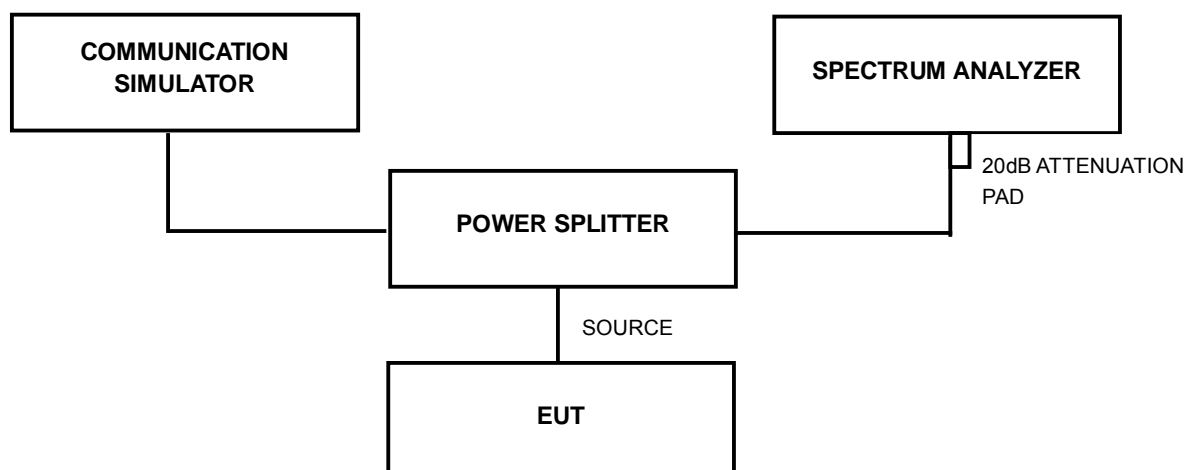 COMMUNICATION
SIMULATOR
SPECTRUM ANALYZER
20dB ATTENUATION
PAD
POWER SPLITTER
SOURCE
EUT